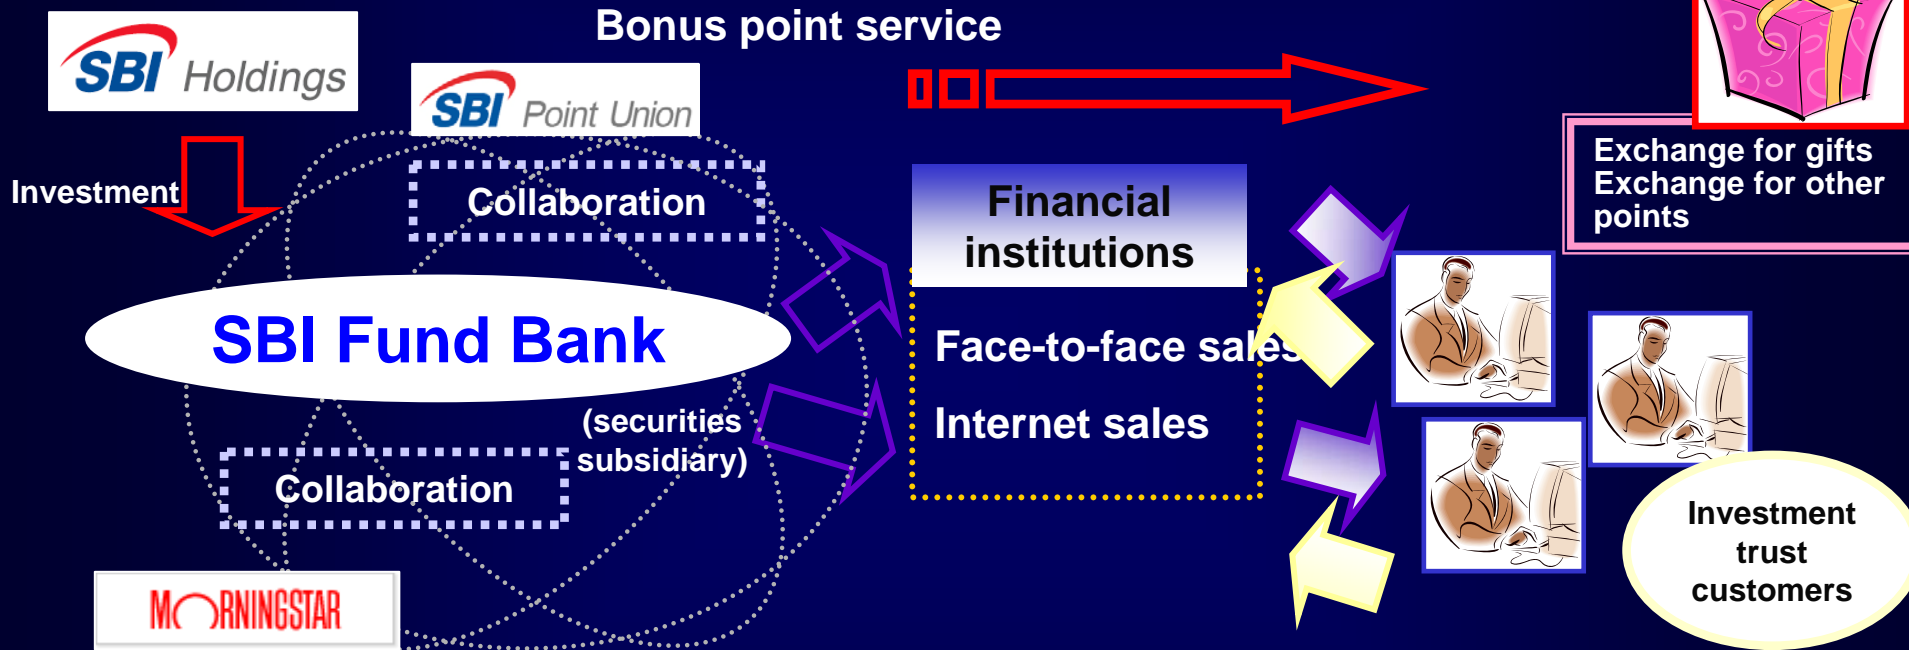 Bonus point service
SBI Holdings
SBI Point Union
Investment
Collaboration
Financial
institutions
Exchange for gifts
Exchange for other
points
SBI Fund Bank
Face-to-face sales
(securities
subsidiary)
Internet sales
Collaboration
Investment
trust
customers
MORNINGSTAR